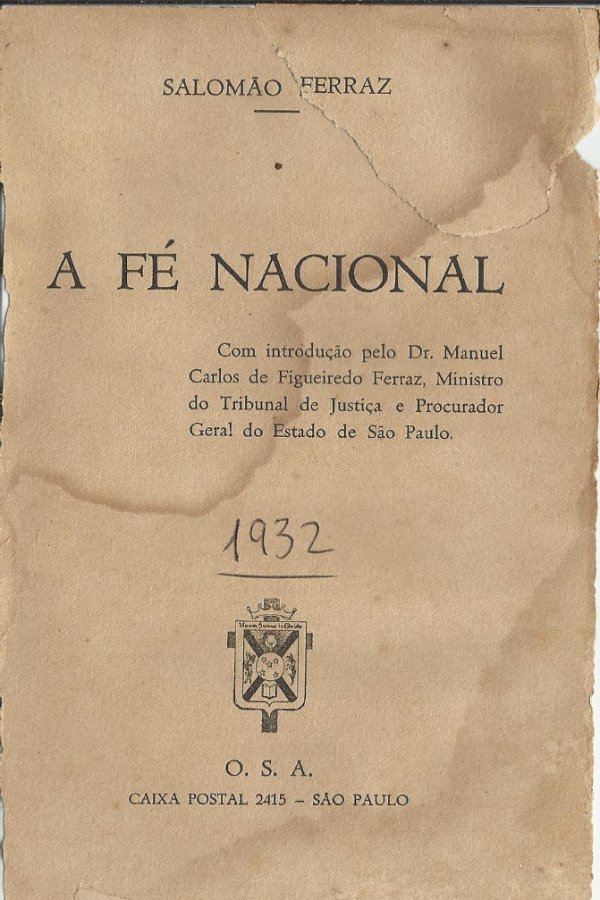 SALOMÃO FERRAZ
A FÉ NACIONAL
Com introdução pelo Dr. Manuel
Carlos de Figueiredo Ferraz, Ministro
do Tribunal de Justiça e Procurador
Geral do Estado de São Paulo.
1932
O. S. A.
CAIXA POSTAL 2415 – SÃO PAULO